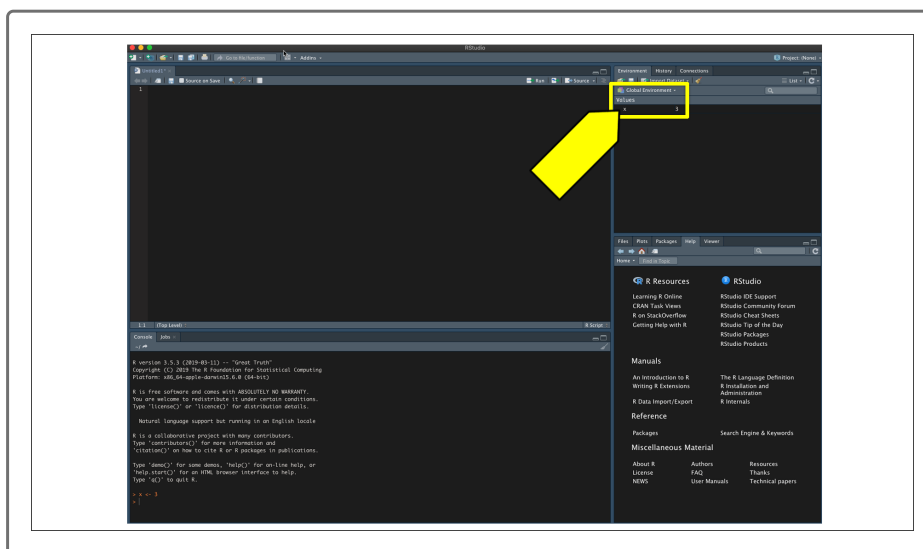 RStudio
Go to file/function
Addins
Project: (None)
Untitled1*
Source on Save
Run
Source
1
1:1
(Top Level)
R Script
Console
Jobs
~/
R version 3.5.3 (2019-03-11) -- "Great Truth"
Copyright (C) 2019 The R Foundation for Statistical Computing
Platform: x86_64-apple-darwin15.6.0 (64-bit)
R is free software and comes with ABSOLUTELY NO WARRANTY.
You are welcome to redistribute it under certain conditions.
Type 'license()' or 'licence()' for distribution details.
Natural language support but running in an English locale
R is a collaborative project with many contributors.
Type 'contributors()' for more information and
'citation()' on how to cite R or R packages in publications.
Type 'demo()' for some demos, 'help()' for on-line help, or
'help.start()' for an HTML browser interface to help.
Type 'q()' to quit R.
> x <- 3
>
Environment History Connections
Import Dataset
List
Global Environment
Values
x 3
Files Plots Packages Help Viewer
Home
Find in Topic
R Resources
Learning R Online
CRAN Task Views
R on StackOverflow
Getting Help with R
RStudio
RStudio IDE Support
RStudio Community Forum
RStudio Cheat Sheets
RStudio Tip of the Day
RStudio Packages
RStudio Products
Manuals
An Introduction to R
The R Language Definition
Writing R Extensions
R Installation and
Administration
R Data Import/Export
R Internals
Reference
Packages
Search Engine & Keywords
Miscellaneous Material
About R
Authors
Resources
License
FAQ
Thanks
NEWS
User Manuals
Technical papers